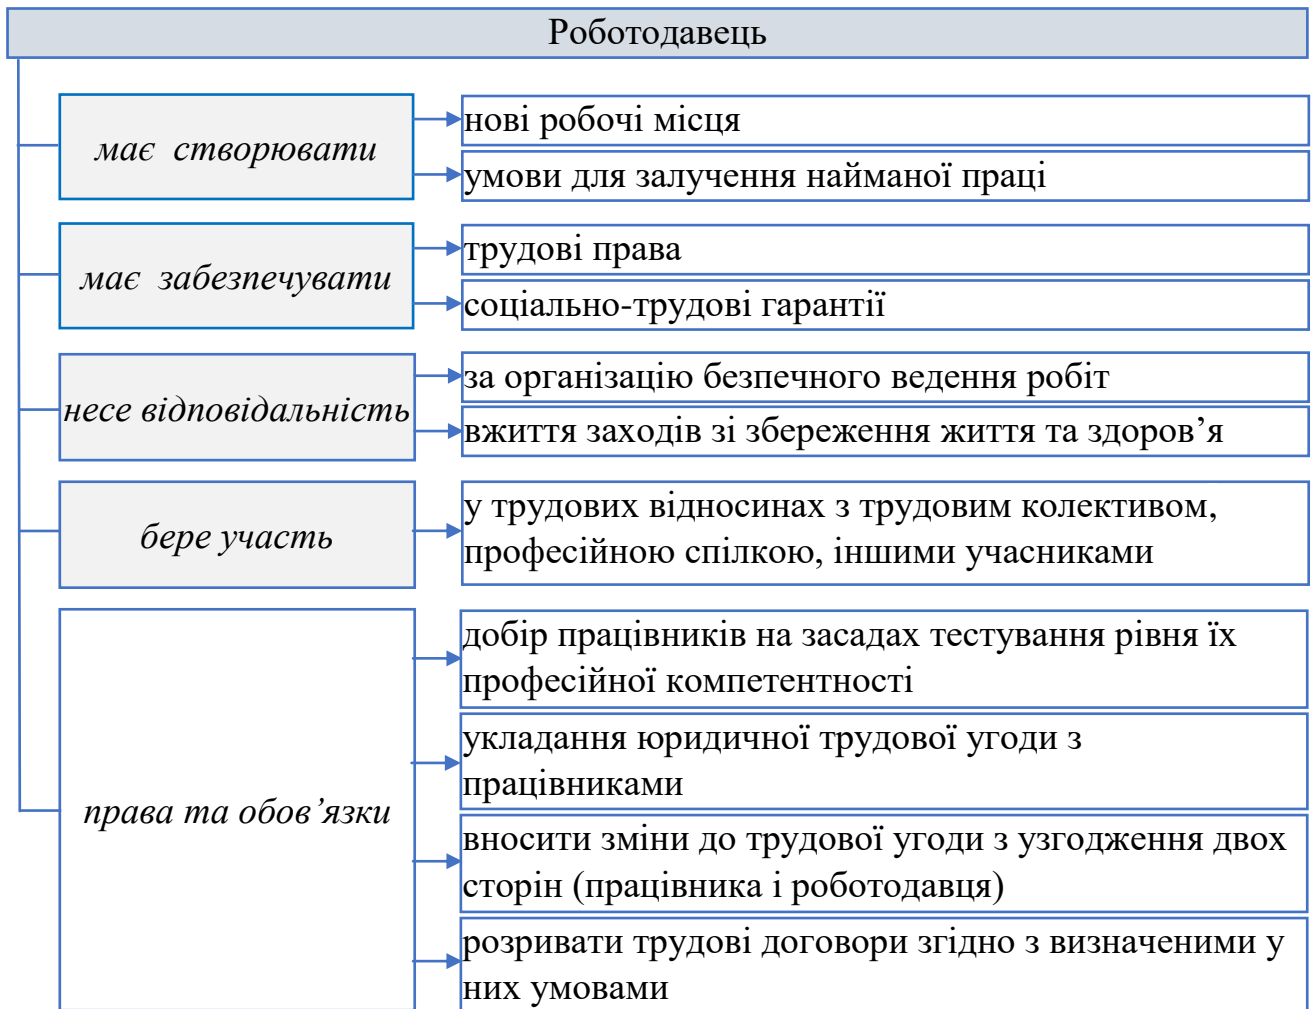 Роботодавець
має створювати
нові робочі місця
умови для залучення найманої праці
має забезпечувати
трудові права
соціально-трудові гарантії
несе відповідальність
за організацію безпечного ведення робіт
вжиття заходів зі збереження життя та здоров’я
бере участь
у трудових відносинах з трудовим колективом,
професійною спілкою, іншими учасниками
права та обов’язки
добір працівників на засадах тестування рівня їх
професійної компетентності
укладання юридичної трудової угоди з
працівниками
вносити зміни до трудової угоди з узгодження двох
сторін (працівника і роботодавця)
розривати трудові договори згідно з визначеними у
них умовами